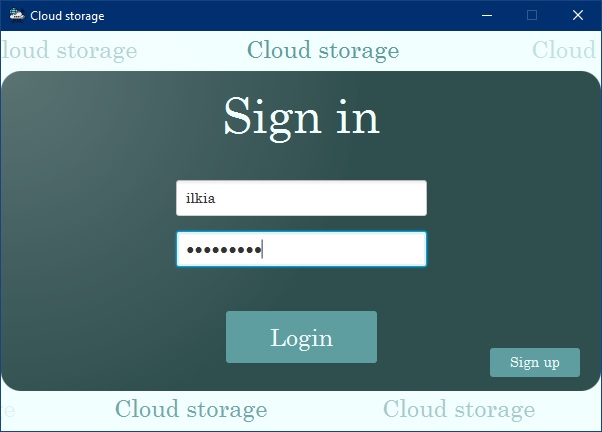 Cloud storage
loud storage Cloud storage Cloud
Sign in
ilkia
•••••••••
Login
Sign up
e Cloud storage Cloud storage